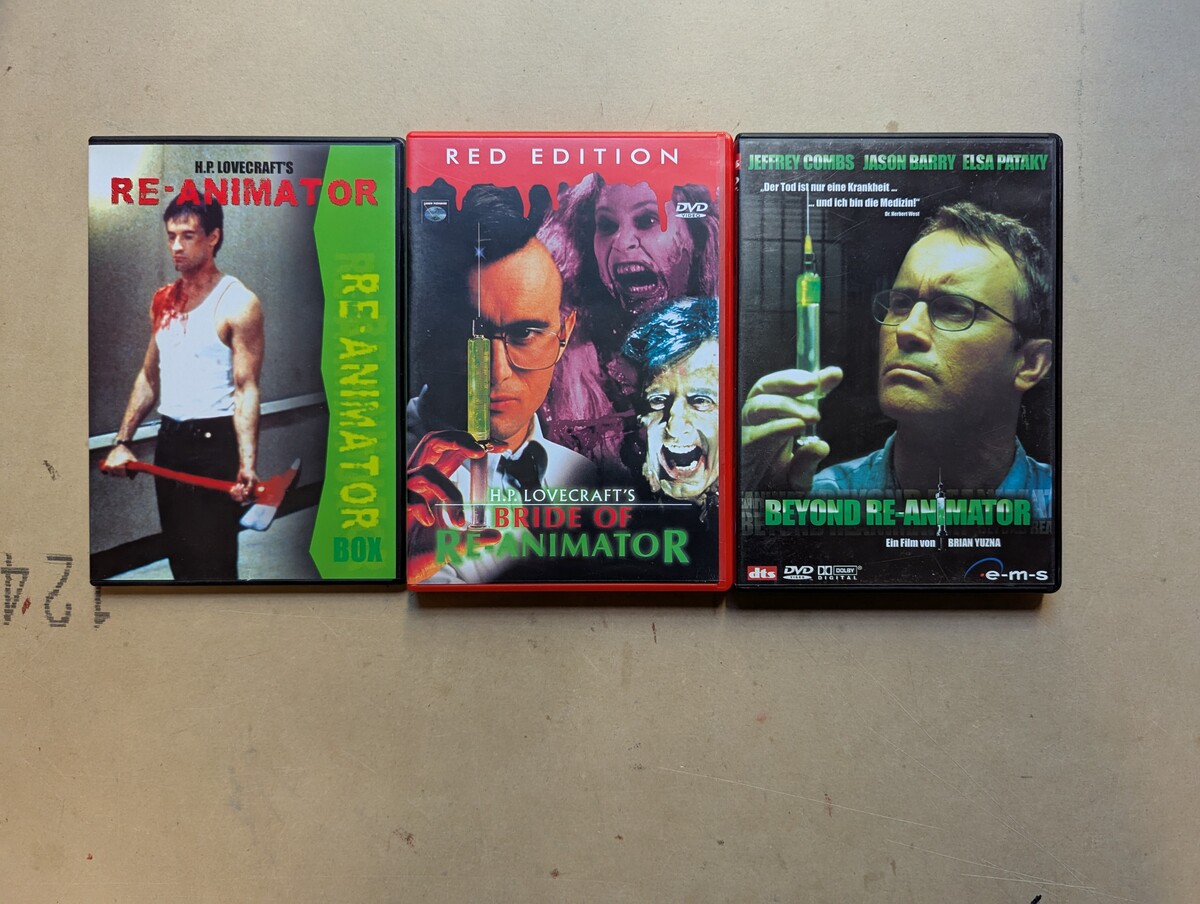 H.P. LOVECRAFT'S
RE-ANIMATOR
RE-ANIMATOR
BOX
RED EDITION
DVD
VIDEO
H.P. LOVECRAFT'S
BRIDE OF
RE-ANIMATOR
JEFFREY COMBS JASON BARRY ELSA PATAKY
„Der Tod ist nur eine Krankheit ...
... und ich bin die Medizin!"
Dr. Herbert West
BEYOND RE-ANIMATOR
Ein Film von BRIAN YUZNA
dts DVD VIDEO DOLBY DIGITAL
e-m-s